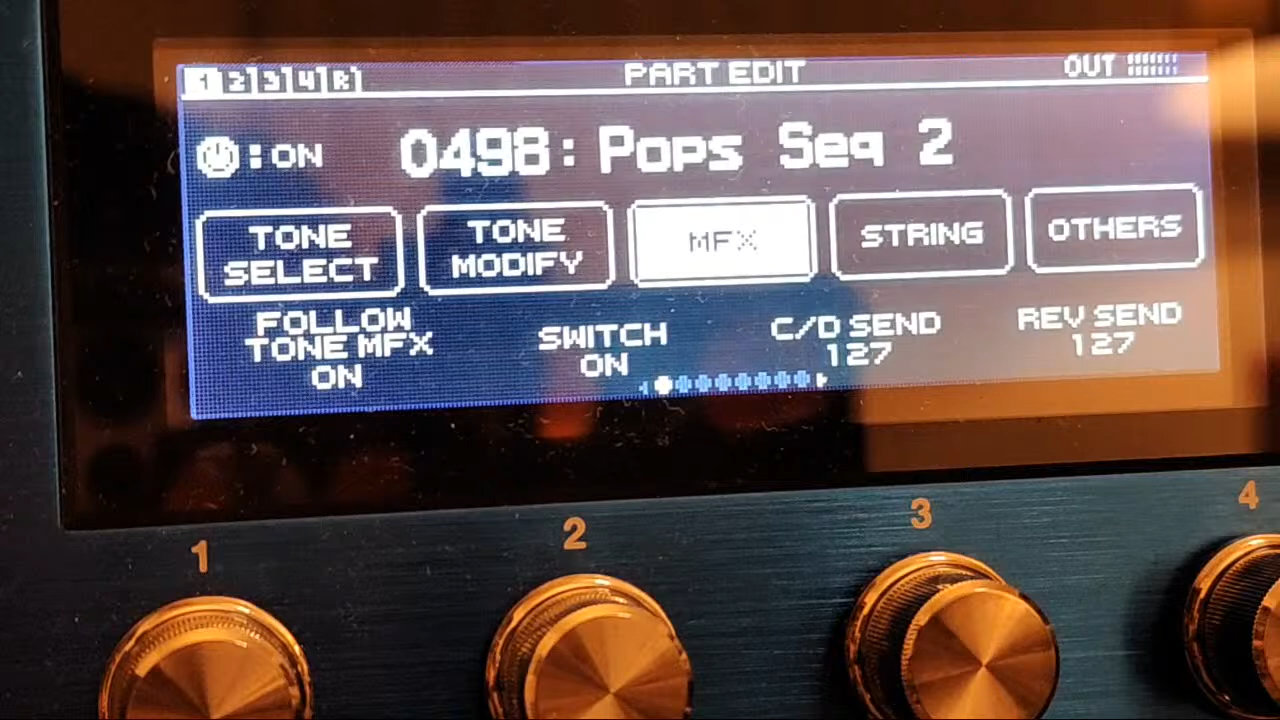 1 2 3 4 R PART EDIT OUT
: ON 0498: Pops Seq 2
TONE SELECT
TONE MODIFY
MFX
STRING
OTHERS
FOLLOW TONE MFX ON
SWITCH ON
C/D SEND 127
REV SEND 127
1 2 3 4